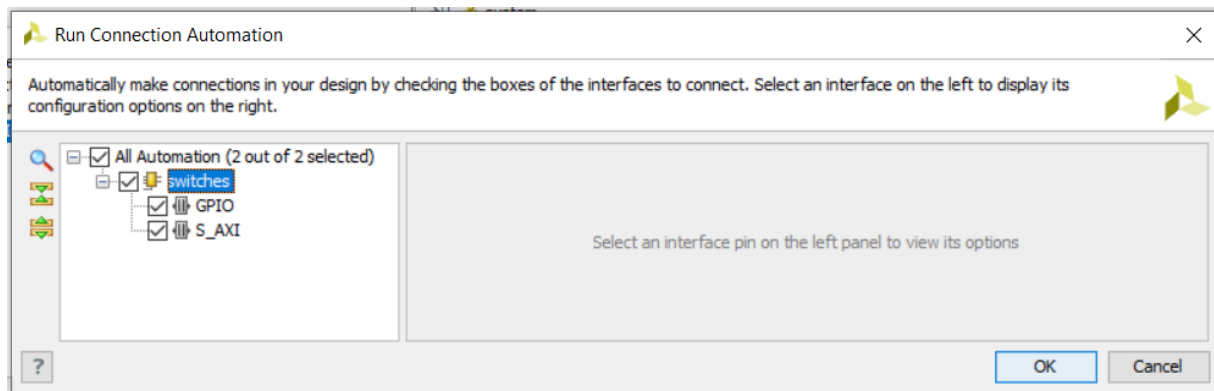 system
Run Connection Automation
Automatically make connections in your design by checking the boxes of the interfaces to connect. Select an interface on the left to display its
configuration options on the right.
All Automation (2 out of 2 selected)
switches
GPIO
S_AXI
Select an interface pin on the left panel to view its options
?
OK
Cancel